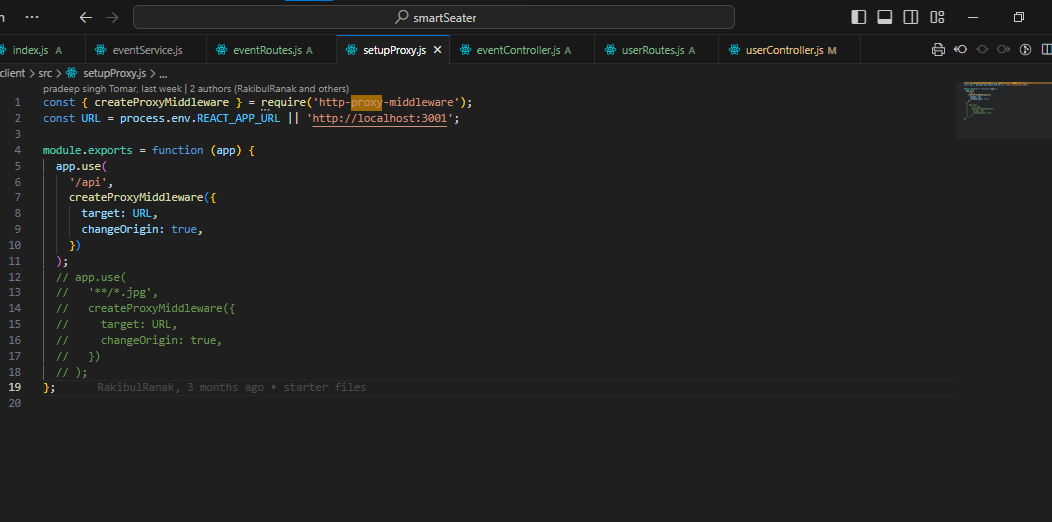 smartSeater
index.js A
eventService.js
eventRoutes.js A
setupProxy.js
eventController.js A
userRoutes.js A
userController.js M
client > src > setupProxy.js > ...
pradeep singh Tomar, last week | 2 authors (RakibulRanak and others)
1 const { createProxyMiddleware } = require('http-proxy-middleware');
2 const URL = process.env.REACT_APP_URL || 'http://localhost:3001';
3
4 module.exports = function (app) {
5 app.use(
6 '/api',
7 createProxyMiddleware({
8 target: URL,
9 changeOrigin: true,
10 })
11 );
12 // app.use(
13 // '**/*.jpg',
14 // createProxyMiddleware({
15 // target: URL,
16 // changeOrigin: true,
17 // })
18 // );
19 }; RakibulRanak, 3 months ago • starter files
20